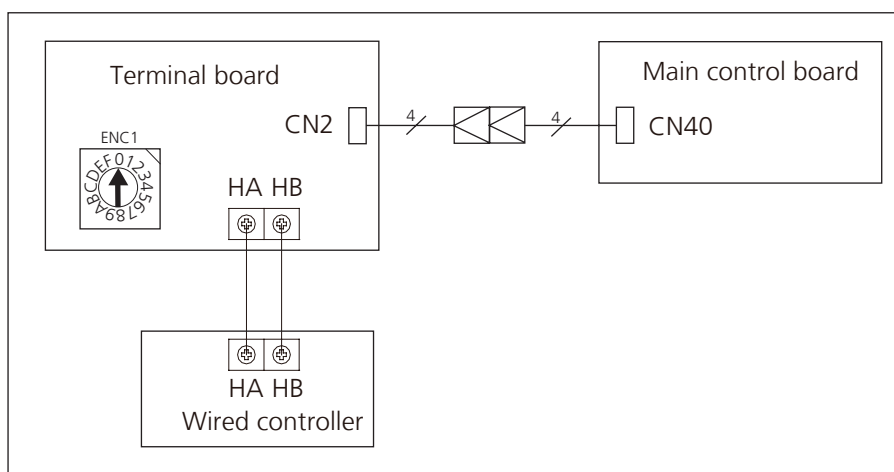 Terminal board
Main control board
CN2
4
4
CN40
ENC1
0123456789ABCDEF
HA HB
HA HB
Wired controller